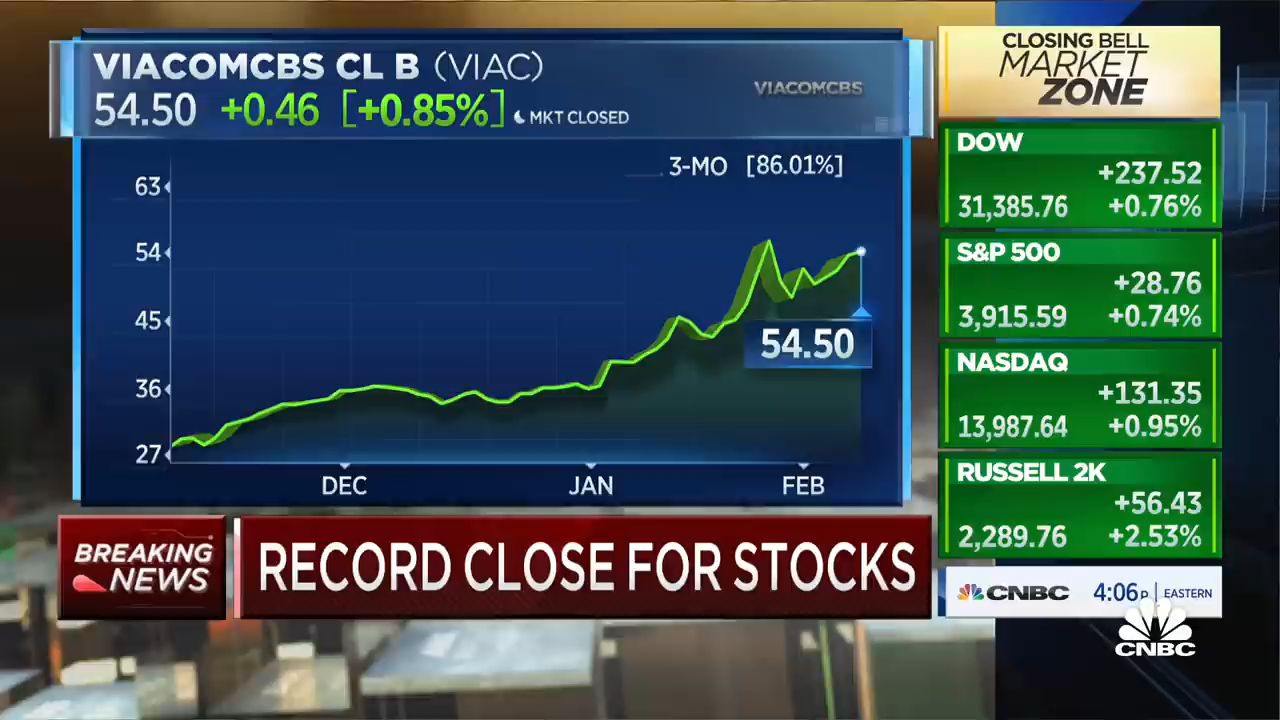 VIACOMCBS CL B (VIAC)
54.50 +0.46 [+0.85%] MKT CLOSED
VIACOMCBS
3-MO [86.01%]
63
54
45
36
27
54.50
DEC JAN FEB
BREAKING
NEWS
RECORD CLOSE FOR STOCKS
CLOSING BELL
MARKET
ZONE
DOW
+237.52
31,385.76 +0.76%
S&P 500
+28.76
3,915.59 +0.74%
NASDAQ
+131.35
13,987.64 +0.95%
RUSSELL 2K
+56.43
2,289.76 +2.53%
CNBC 4:06P EASTERN
CNBC